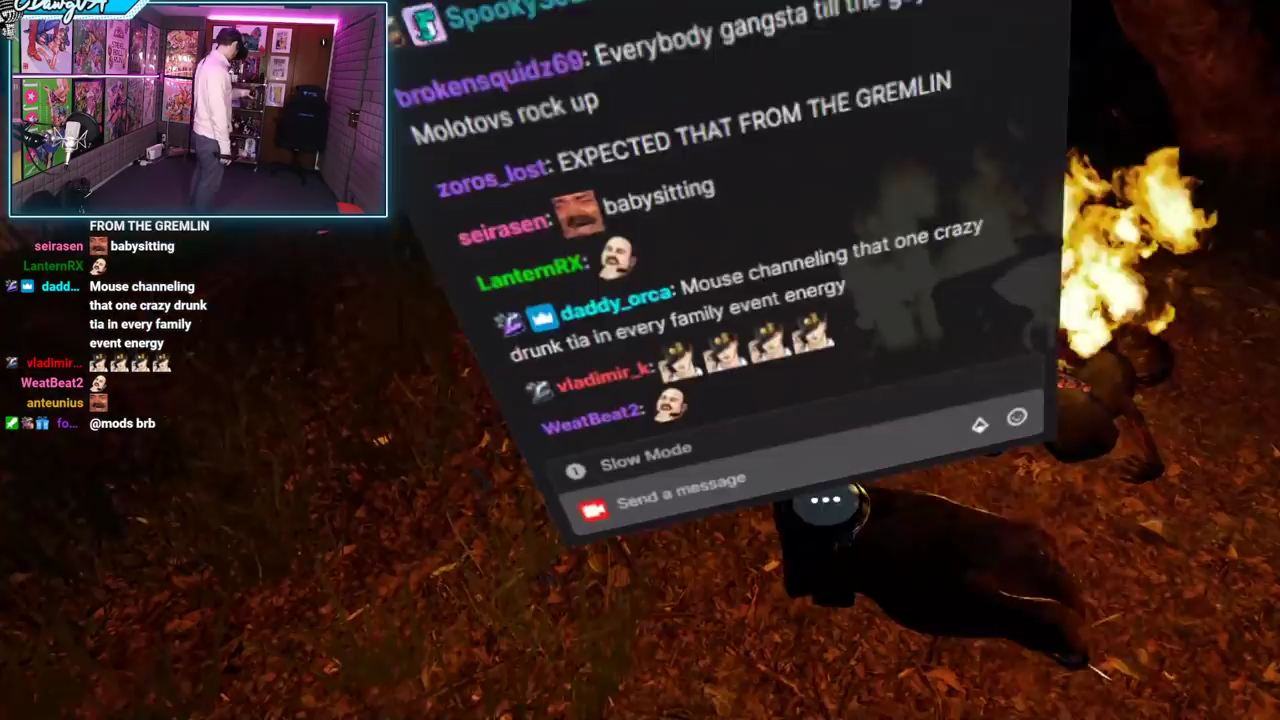 CDawgVA
FROM THE GREMLIN
seirasen babysitting
LanternRX
dadd... Mouse channeling
that one crazy drunk
tia in every family
event energy
vladimir...
WeatBeat2
anteunius
fo... @mods brb
brokensquidz69: Everybody gangsta till the
Molotovs rock up
zoros_lost: EXPECTED THAT FROM THE GREMLIN
seirasen: babysitting
LanternRX:
daddy_orca: Mouse channeling that one crazy
drunk tia in every family event energy
vladimir_k:
WeatBeat2:
Slow Mode
Send a message